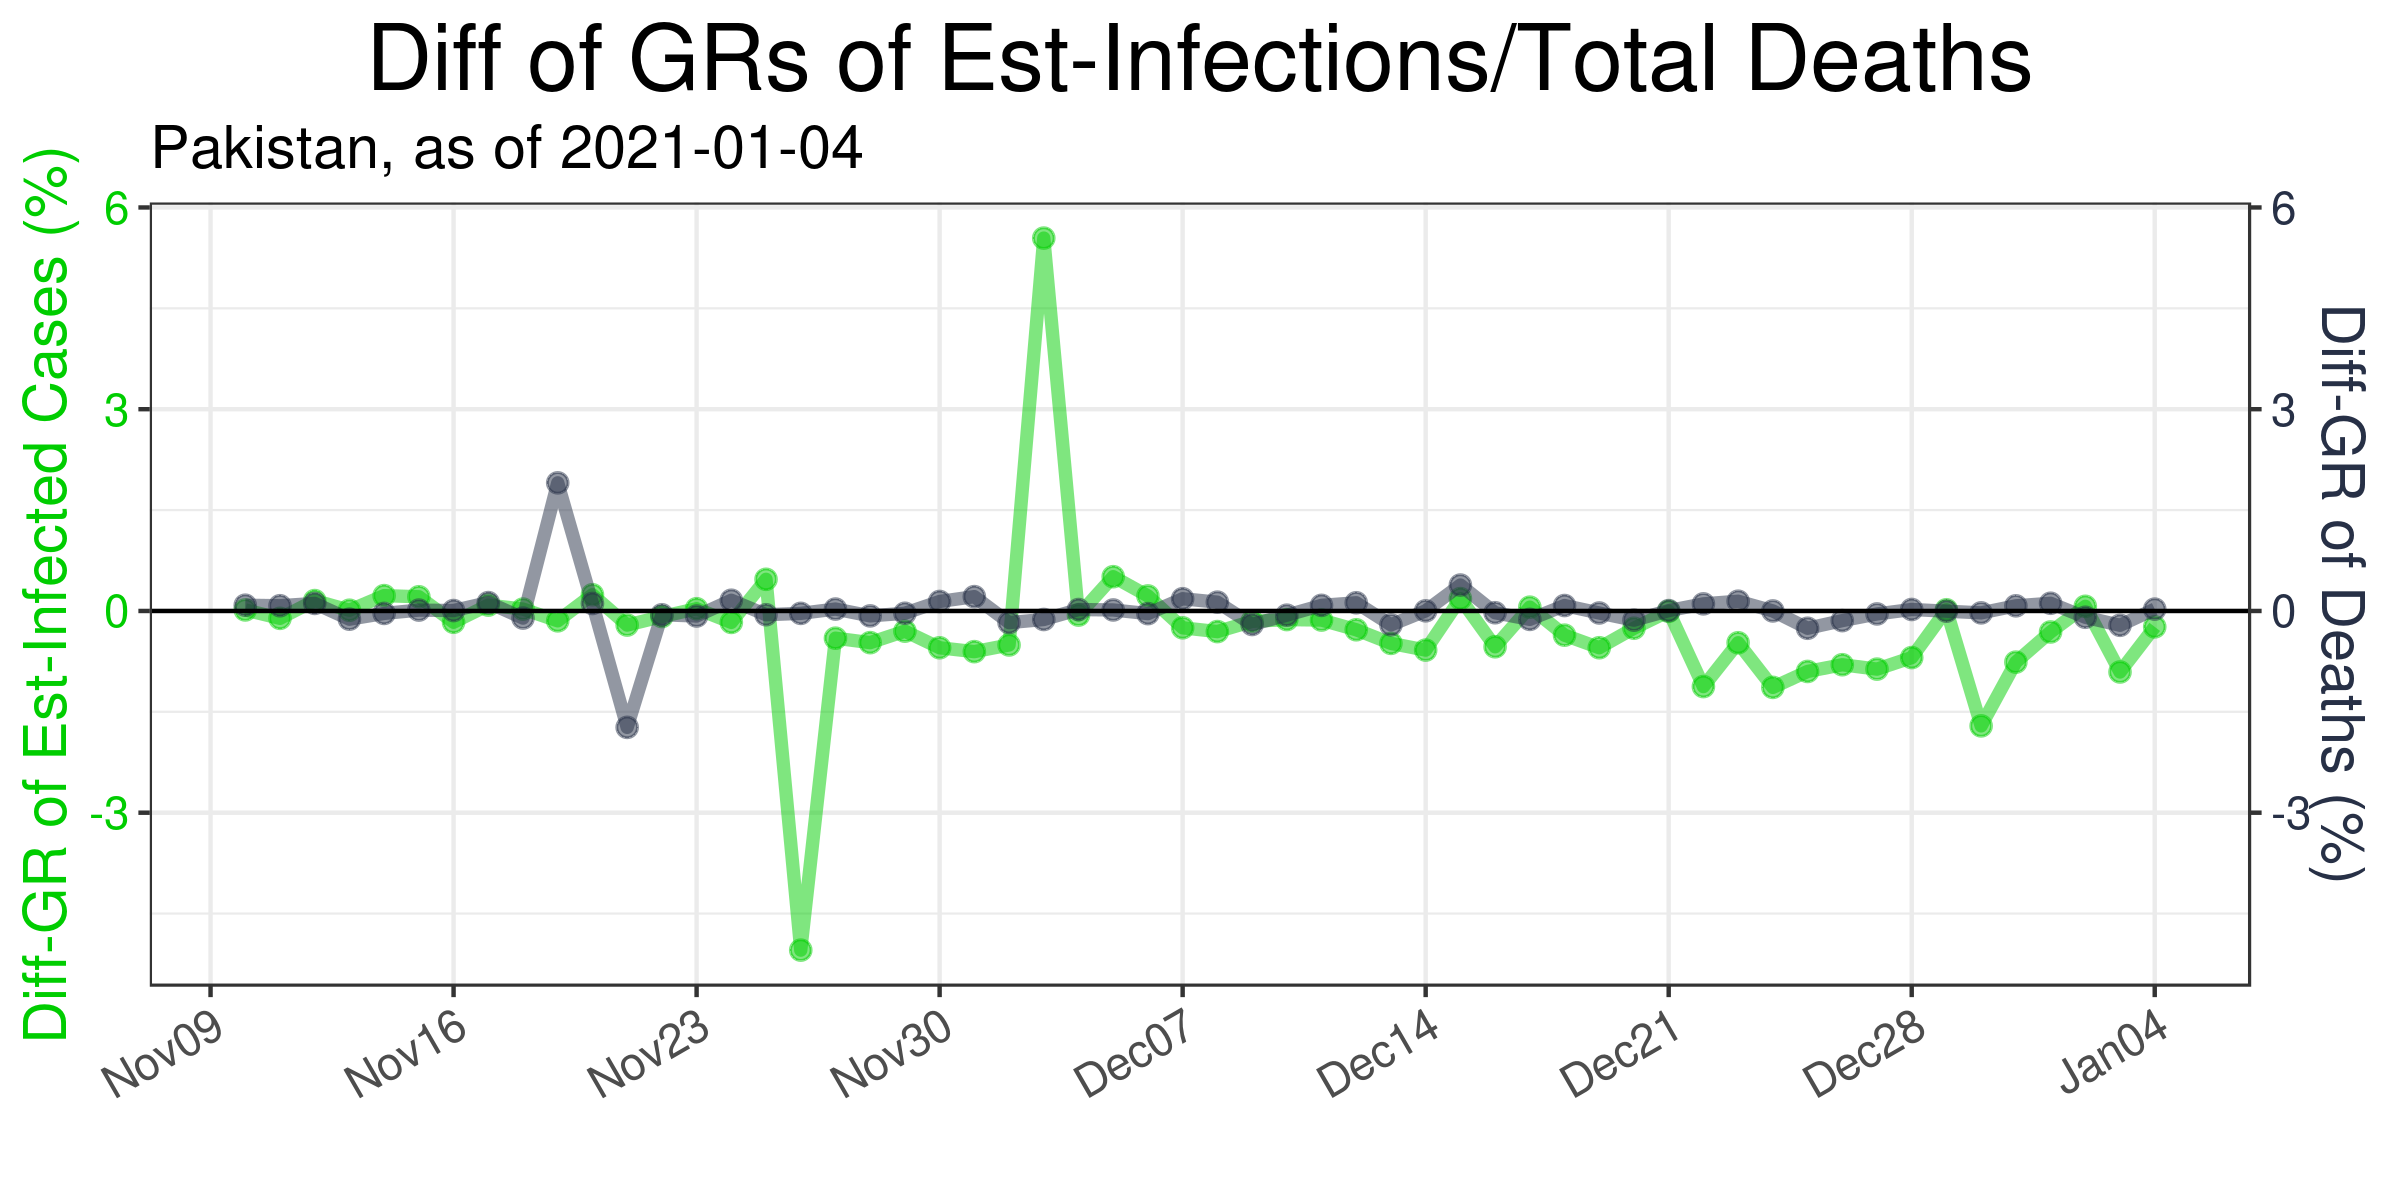 Diff of GRs of Est-Infections/Total Deaths
Pakistan, as of 2021-01-04
Diff-GR of Est-Infected Cases (%)
6
3
0
-3
6
3
0
-3
Diff-GR of Deaths (%)
Nov09
Nov16
Nov23
Nov30
Dec07
Dec14
Dec21
Dec28
Jan04